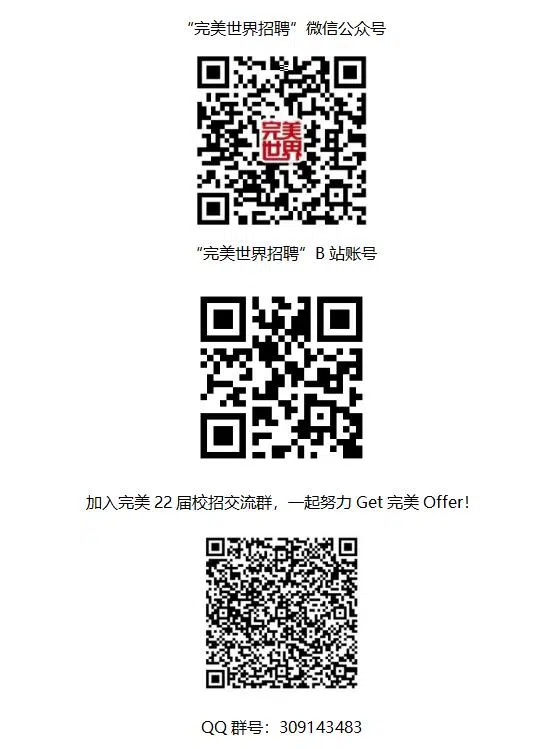 “完美世界招聘”微信公众号
完美
世界
“完美世界招聘”B 站账号
加入完美 22 届校招交流群，一起努力 Get 完美 Offer！
QQ 群号：309143483